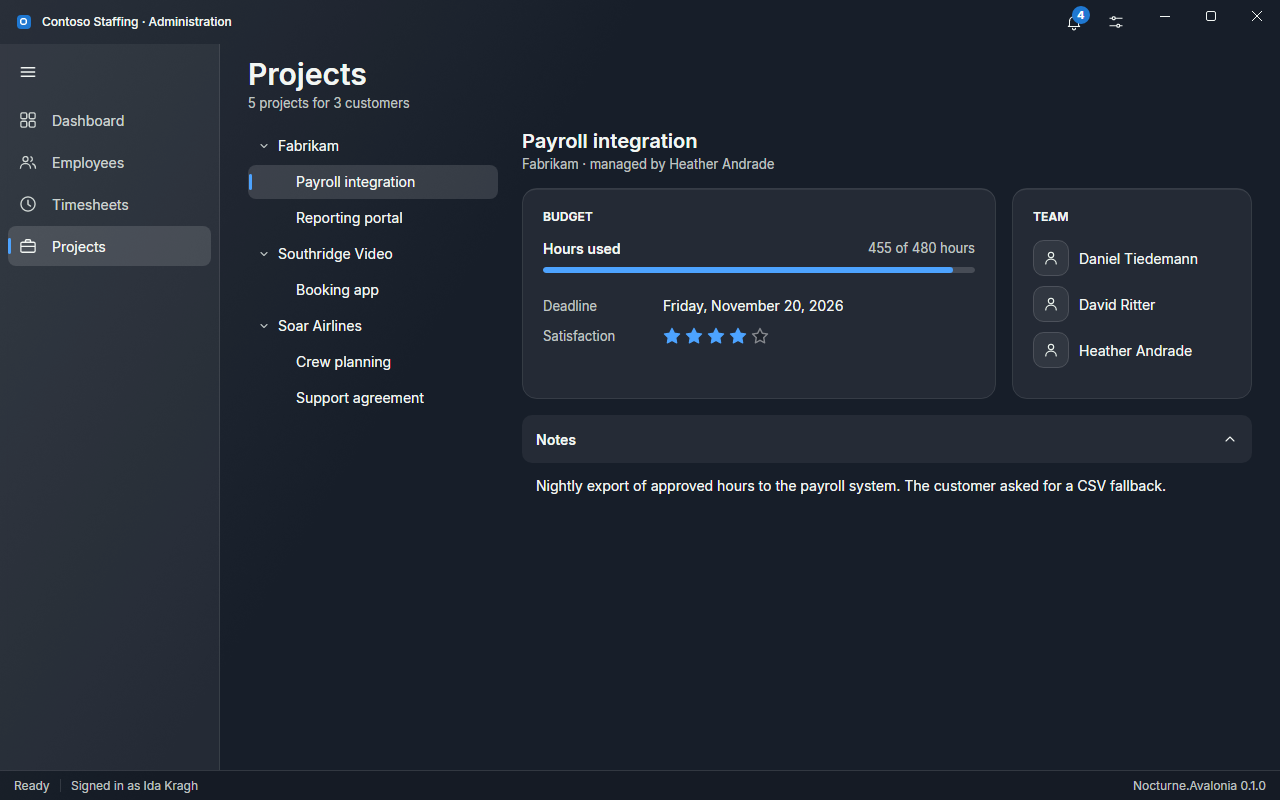 Contoso Staffing · Administration
4
Dashboard
Employees
Timesheets
Projects
Projects
5 projects for 3 customers
Fabrikam
Payroll integration
Reporting portal
Southridge Video
Booking app
Soar Airlines
Crew planning
Support agreement
Payroll integration
Fabrikam · managed by Heather Andrade
BUDGET
Hours used 455 of 480 hours
Deadline Friday, November 20, 2026
Satisfaction
TEAM
Daniel Tiedemann
David Ritter
Heather Andrade
Notes
Nightly export of approved hours to the payroll system. The customer asked for a CSV fallback.
Ready Signed in as Ida Kragh Nocturne.Avalonia 0.1.0